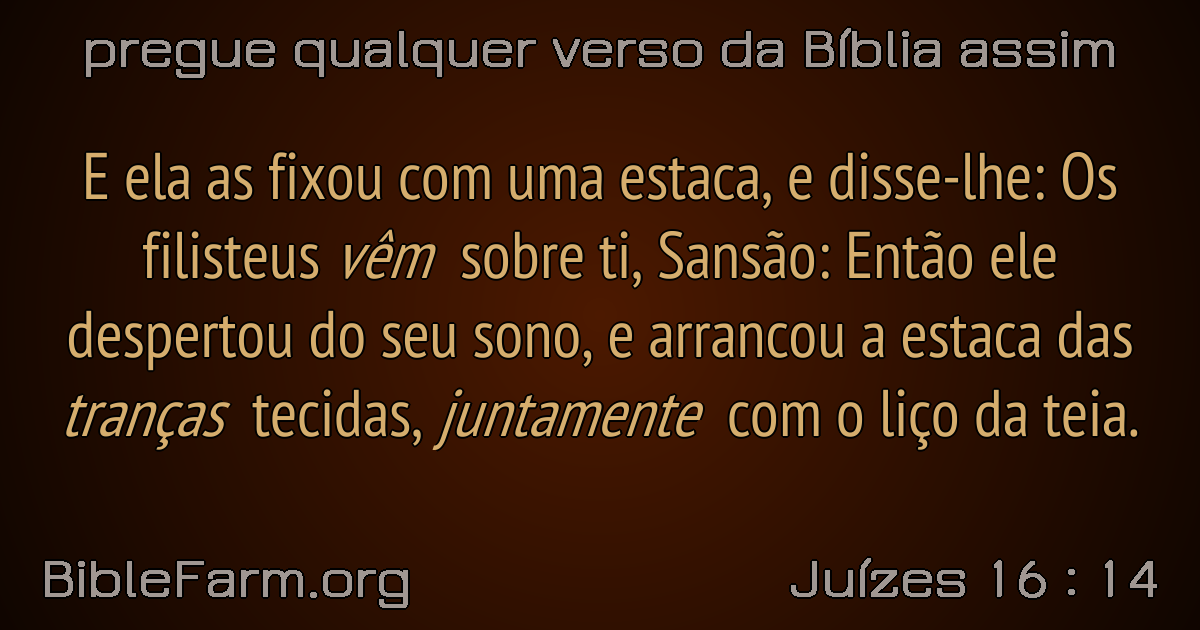 pregue qualquer verso da Bíblia assim
E ela as fixou com uma estaca, e disse-lhe: Os
filisteus vêm sobre ti, Sansão: Então ele
despertou do seu sono, e arrancou a estaca das
tranças tecidas, juntamente com o liço da teia.
BibleFarm.org
Juízes 16 : 14